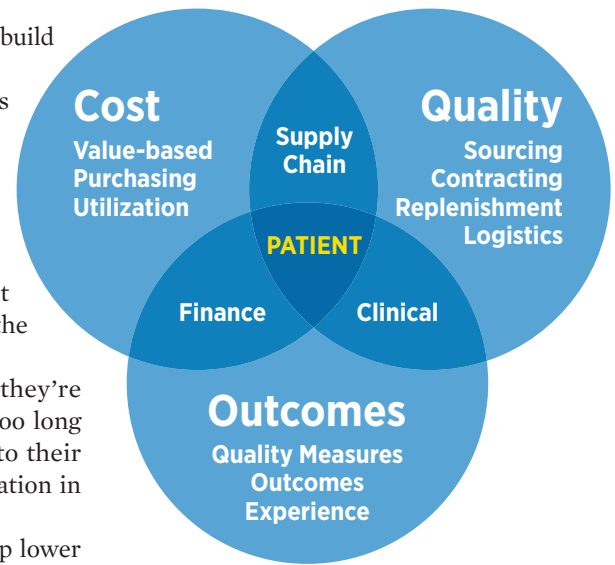 build
s
t
the
they're
oo long
to their
ation in
p lower
Cost
Value-based
Purchasing
Utilization
Supply
Chain
Quality
Sourcing
Contracting
Replenishment
Logistics
PATIENT
Finance
Clinical
Outcomes
Quality Measures
Outcomes
Experience